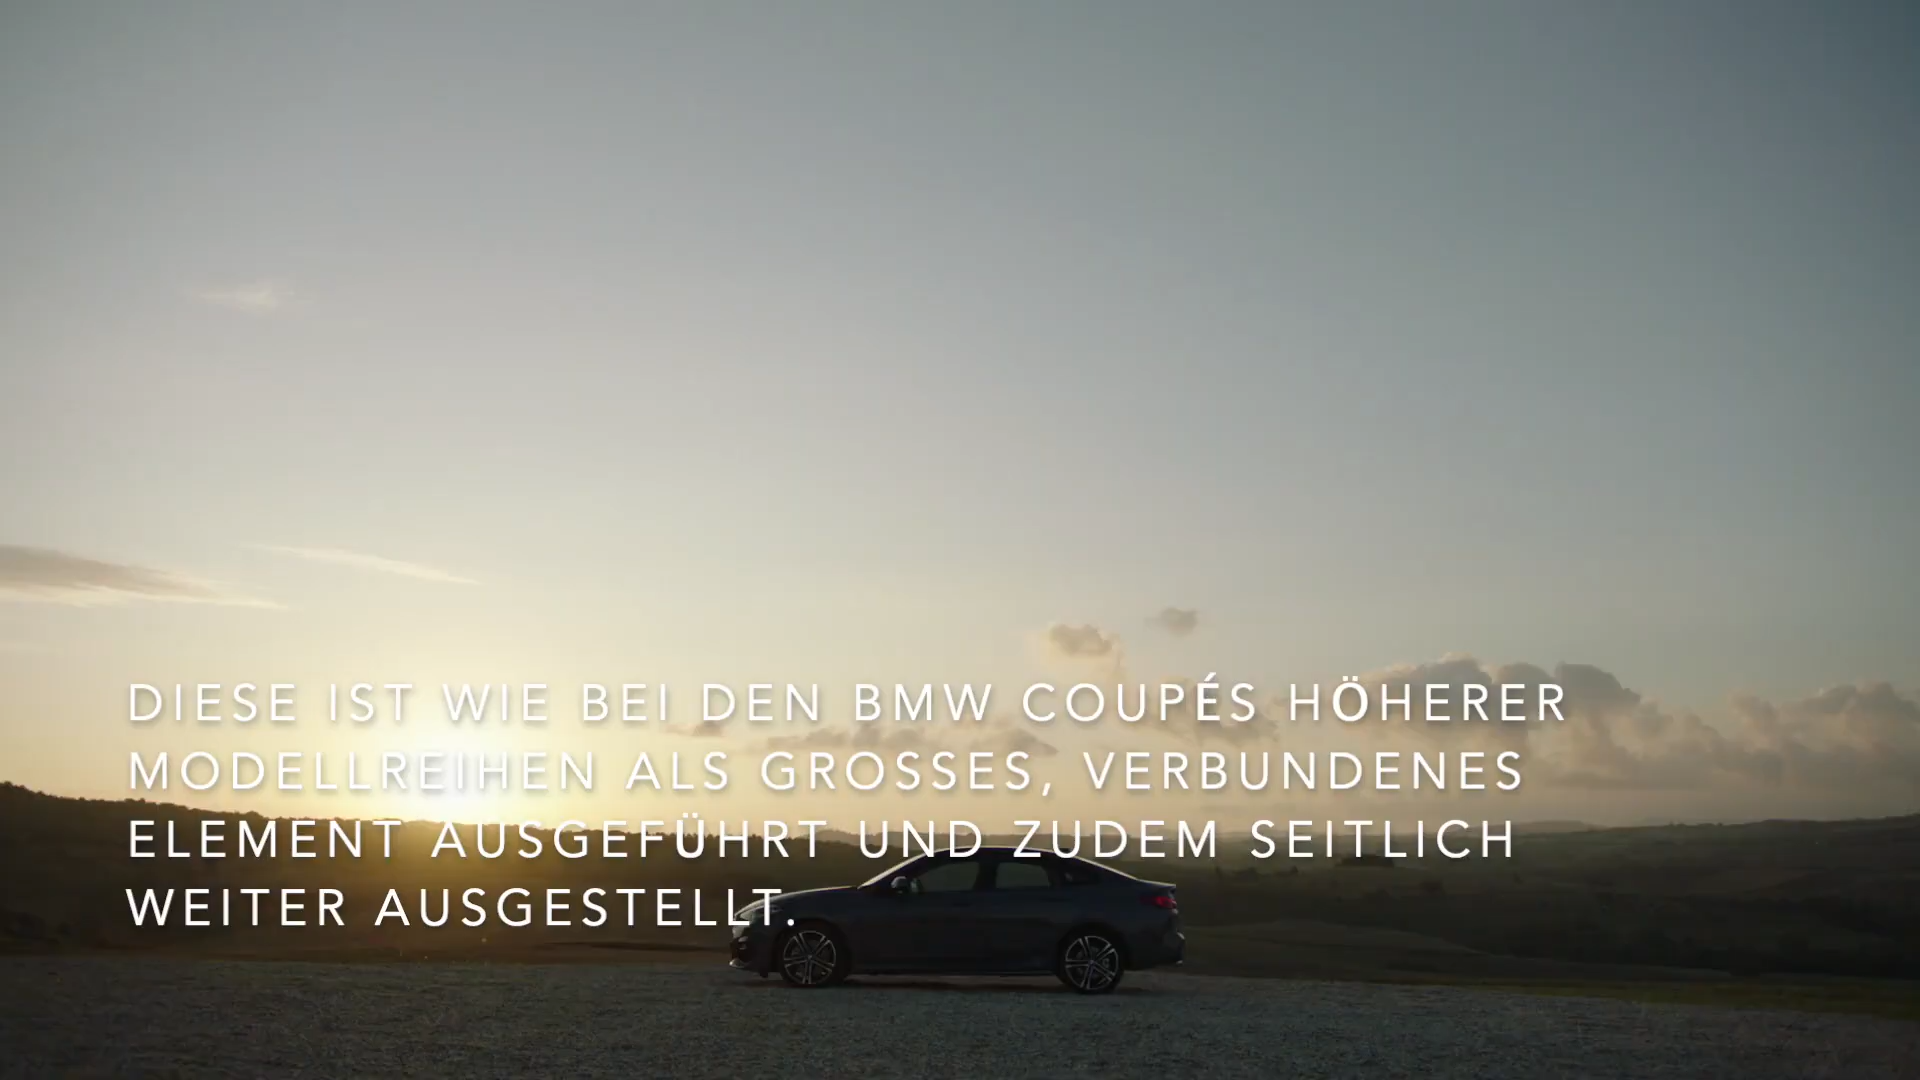 DIESE IST WIE BEI DEN BMW COUPÉS HÖHERER
MODELLREIHEN ALS GROSSES, VERBUNDENES
ELEMENT AUSGEFÜHRT UND ZUDEM SEITLICH
WEITER AUSGESTELLT.